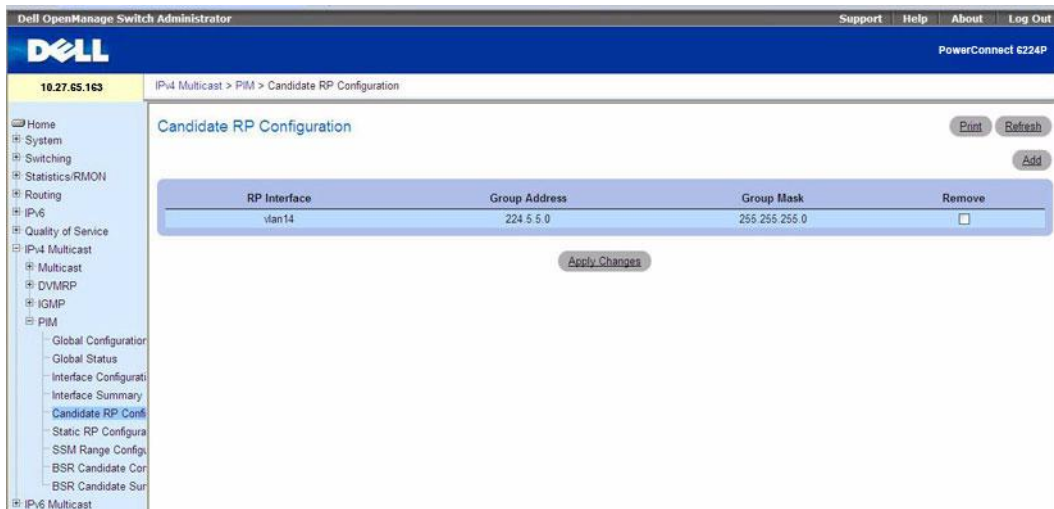 Dell OpenManage Switch Administrator
Support Help About Log Out
DELL
PowerConnect 6224P
10.27.65.163
IPv4 Multicast > PIM > Candidate RP Configuration
Home
System
Switching
Statistics/RMON
Routing
IPv6
Quality of Service
IPv4 Multicast
Multicast
DVMRP
IGMP
PIM
Global Configuration
Global Status
Interface Configurati
Interface Summary
Candidate RP Confi
Static RP Configura
SSM Range Configu
BSR Candidate Con
BSR Candidate Sum
IPv6 Multicast
Candidate RP Configuration
Print Refresh
Add
RP Interface Group Address Group Mask Remove
vlan14 224.5.5.0 255.255.255.0
Apply Changes